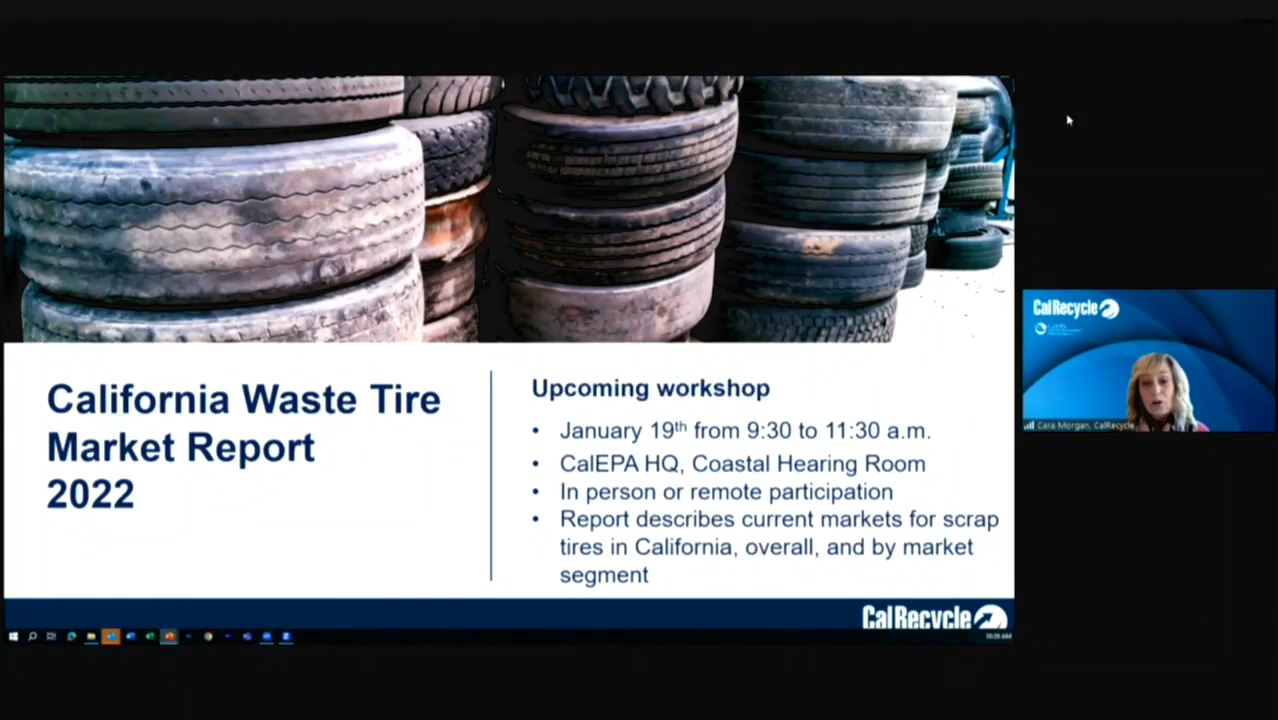 California Waste Tire
Market Report
2022
Upcoming workshop
• January 19th from 9:30 to 11:30 a.m.
• CalEPA HQ, Coastal Hearing Room
• In person or remote participation
• Report describes current markets for scrap
tires in California, overall, and by market
segment
CalRecycle
CalRecycle
Cara Morgan, CalRecycle